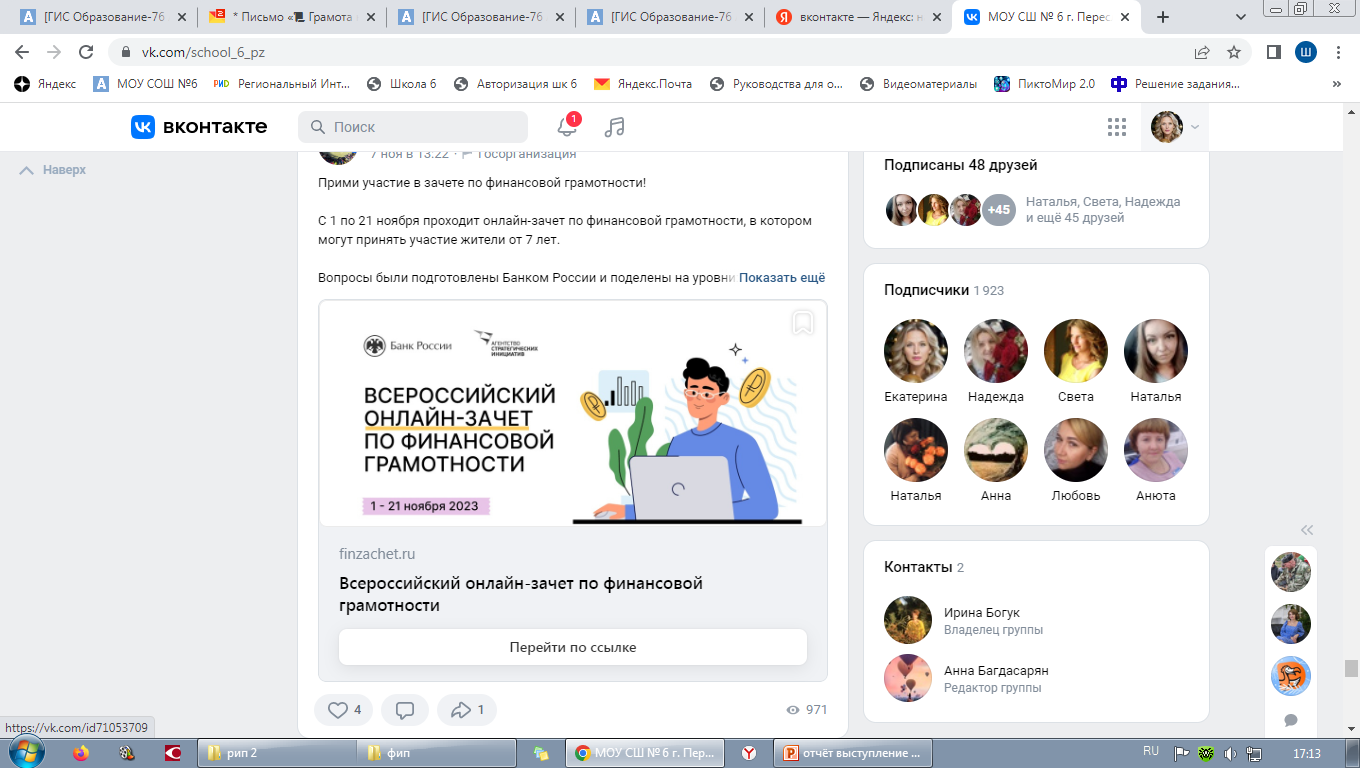 [ГИС Образование-76
* Письмо «Грамота
[ГИС Образование-76
[ГИС Образование-76
вконтакте — Яндекс: н
МОУ СШ № 6 г. Перес
vk.com/school_6_pz
Ш
Яндекс
МОУ СОШ №6
Региональный Инт...
Школа 6
Авторизация шк 6
Яндекс.Почта
Руководства для о...
Видеоматериалы
ПиктоМир 2.0
Решение задания...
»
вконтакте
Поиск
1
Наверх
7 ноя в 13:22 · Госорганизация
Прими участие в зачете по финансовой грамотности!
С 1 по 21 ноября проходит онлайн-зачет по финансовой грамотности, в котором
могут принять участие жители от 7 лет.
Вопросы были подготовлены Банком России и поделены на уровни Показать ещё
Банк России
АГЕНТСТВО
СТРАТЕГИЧЕСКИХ
ИНИЦИАТИВ
ВСЕРОССИЙСКИЙ
ОНЛАЙН-ЗАЧЕТ
ПО ФИНАНСОВОЙ
ГРАМОТНОСТИ
1 - 21 ноября 2023
finzachet.ru
Всероссийский онлайн-зачет по финансовой
грамотности
Перейти по ссылке
4
1
971
Подписаны 48 друзей
+45
Наталья, Света, Надежда
и ещё 45 друзей
Подписчики 1 923
Екатерина
Надежда
Света
Наталья
Наталья
Анна
Любовь
Анюта
Контакты 2
Ирина Богук
Владелец группы
Анна Багдасарян
Редактор группы
https://vk.com/id71053709
рип 2
фип
МОУ СШ № 6 г. Пер...
отчёт выступление ...
RU
17:13